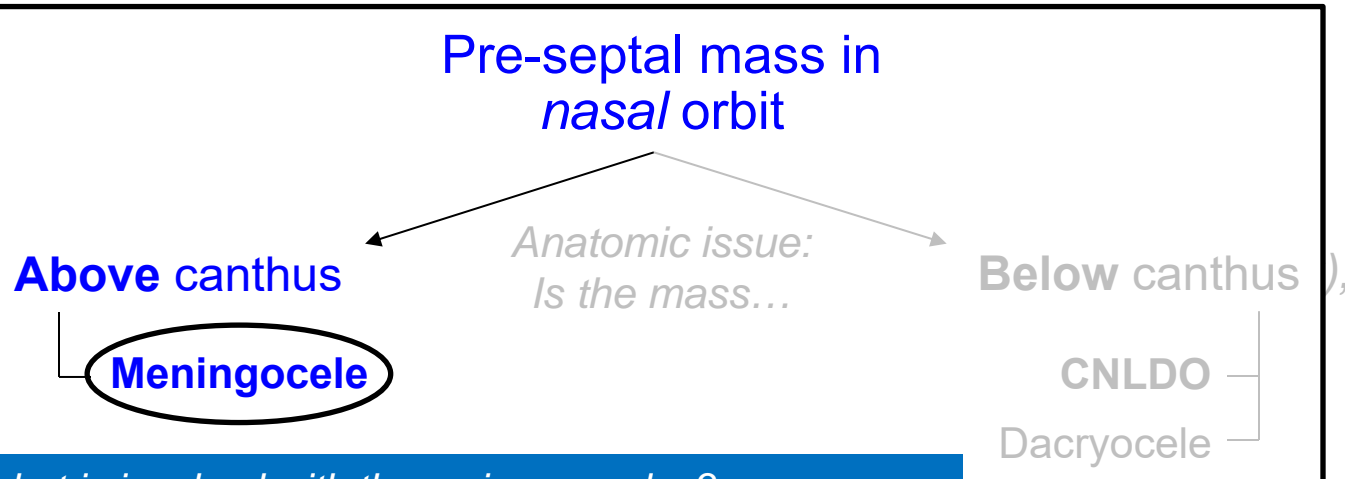 Pre-septal mass in
nasal orbit
Anatomic issue:
Is the mass…
Above canthus
Meningocele
Below canthus ),
CNLDO
Dacryocele